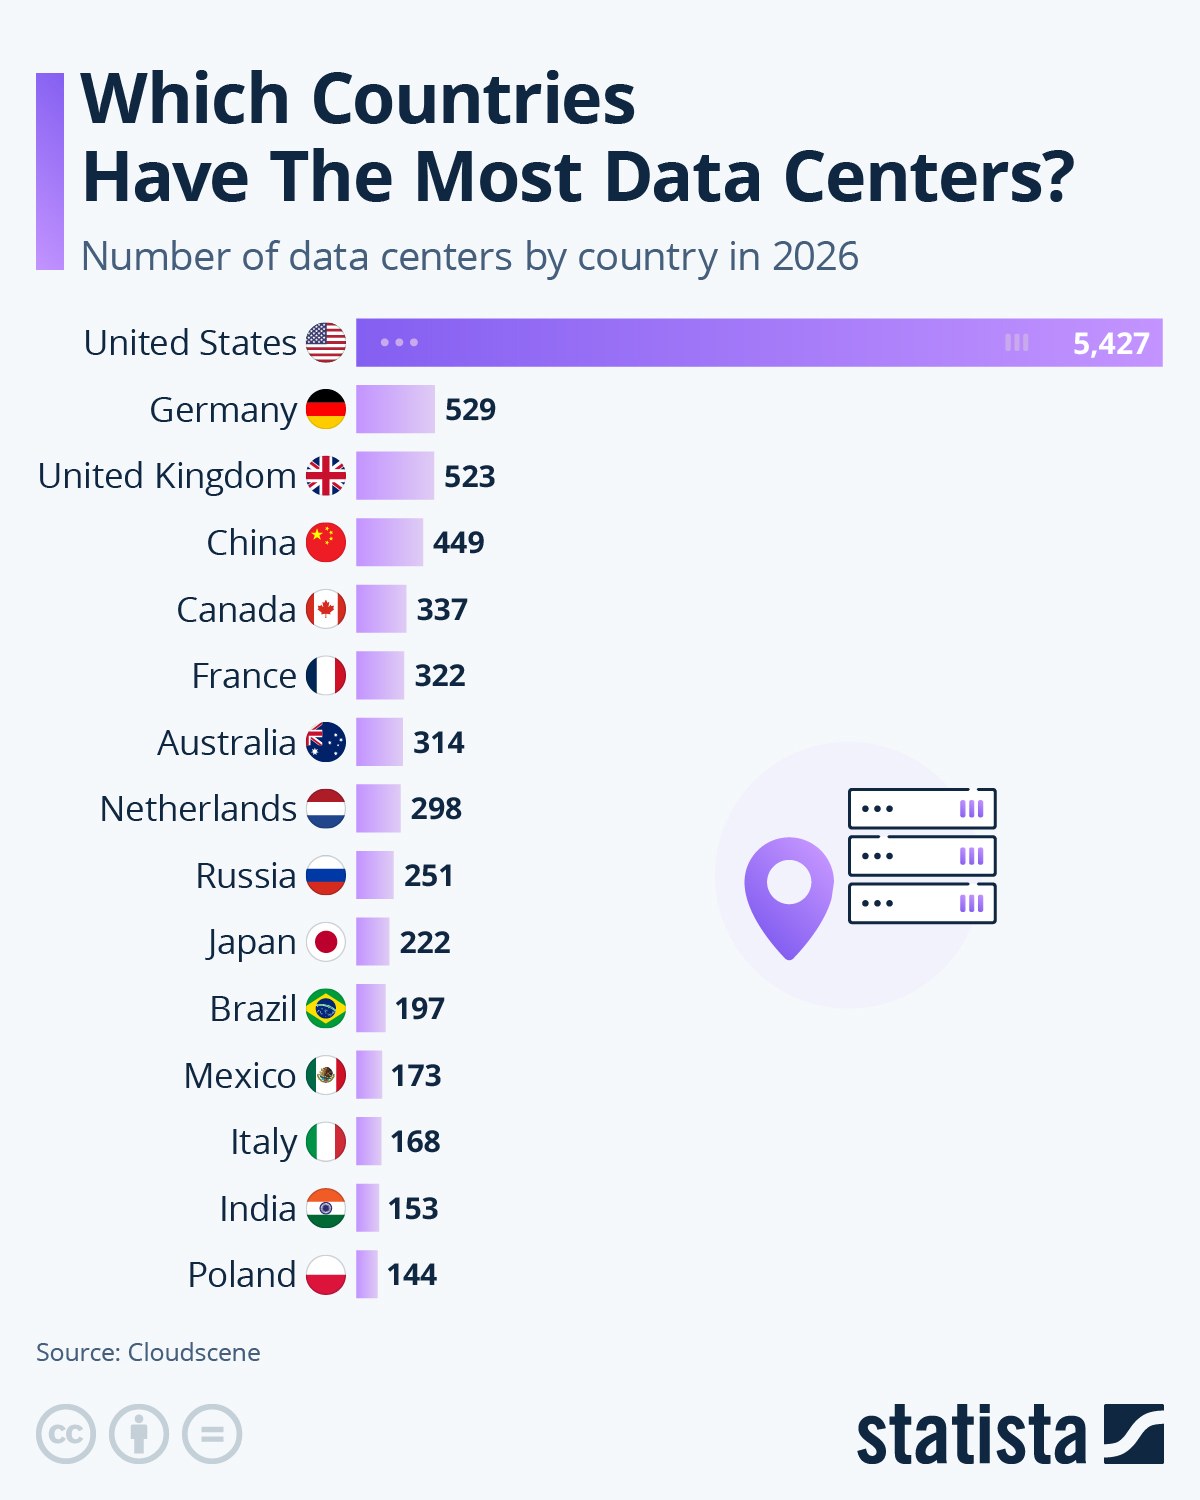 Which Countries
Have The Most Data Centers?
Number of data centers by country in 2026
United States 5,427
Germany 529
United Kingdom 523
China 449
Canada 337
France 322
Australia 314
Netherlands 298
Russia 251
Japan 222
Brazil 197
Mexico 173
Italy 168
India 153
Poland 144
Source: Cloudscene
cc
statista